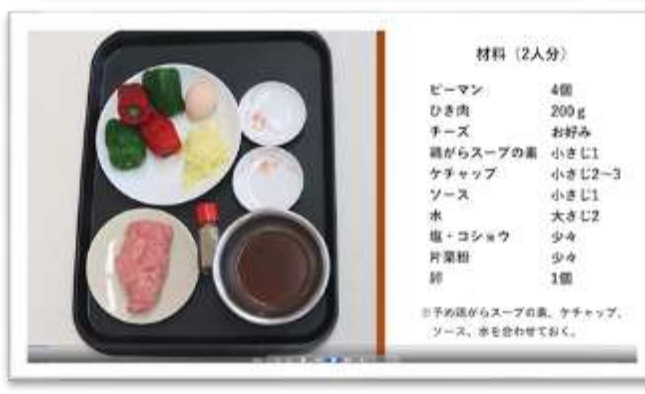 材料（2人分）
ピーマン 4個
ひき肉 200g
チーズ お好み
鶏がらスープの素 小さじ1
ケチャップ 小さじ2〜3
ソース 小さじ1
水 大さじ2
塩・コショウ 少々
片栗粉 少々
卵 1個
※予め鶏がらスープの素、ケチャップ、
ソース、水を合わせておく。